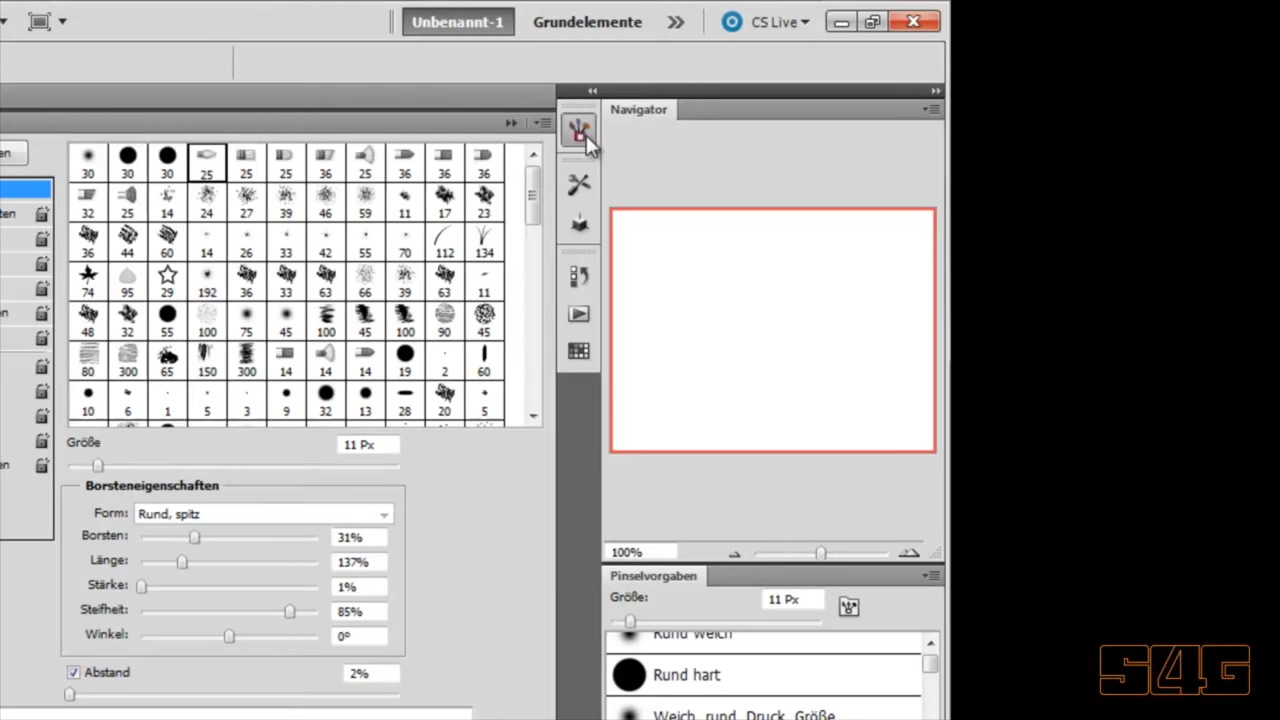 Unbenannt-1 Grundelemente CS Live
Navigator
en
30 30 30 25 25 25 36 25 36 36 36
ten
32 25 14 24 27 39 46 59 11 17 23
36 44 60 14 26 33 42 55 70 112 134
74 95 29 192 36 33 63 66 39 63 11
en
48 32 55 100 75 45 100 45 100 90 45
80 300 65 150 300 14 14 14 19 2 60
10 6 1 5 3 9 32 13 28 20 5
Größe 11 Px
en
Borsteneigenschaften
Form: Rund, spitz
Borsten: 31%
Länge: 137%
Stärke: 1%
Steifheit: 85%
Winkel: 0°
Abstand 2%
100%
Pinselvorgaben
Größe: 11 Px
Rund weich
Rund hart
Weich, rund, Druck, Größe
S4G